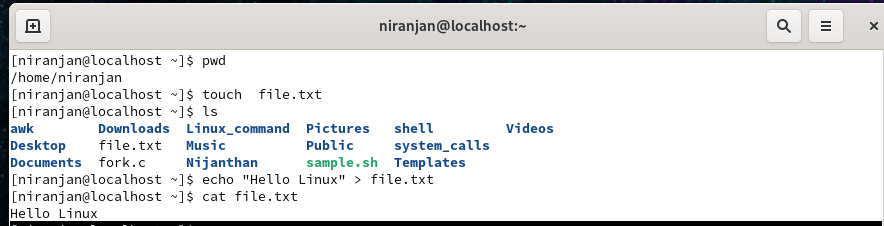 niranjan@localhost:~
[niranjan@localhost ~]$ pwd
/home/niranjan
[niranjan@localhost ~]$ touch  file.txt
[niranjan@localhost ~]$ ls
awk        Downloads  Linux_command  Pictures   shell         Videos
Desktop    file.txt   Music          Public     system_calls
Documents  fork.c     Nijanthan      sample.sh  Templates
[niranjan@localhost ~]$ echo "Hello Linux" > file.txt
[niranjan@localhost ~]$ cat file.txt
Hello Linux